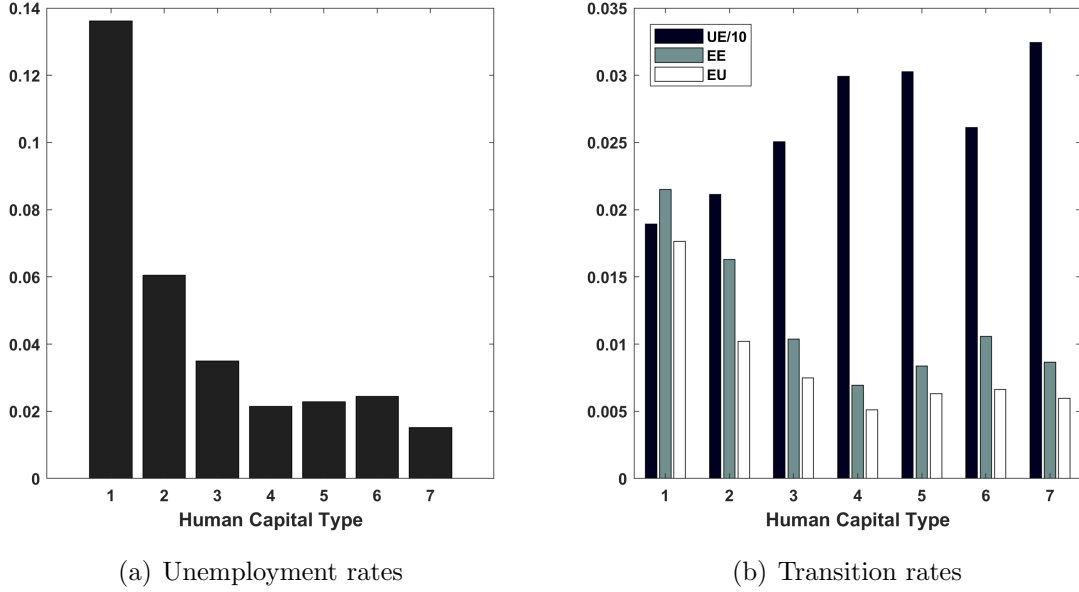 0.14
0.12
0.1
0.08
0.06
0.04
0.02
0
1 2 3 4 5 6 7
Human Capital Type
(a) Unemployment rates
0.035
0.03
0.025
0.02
0.015
0.01
0.005
0
UE/10
EE
EU
1 2 3 4 5 6 7
Human Capital Type
(b) Transition rates